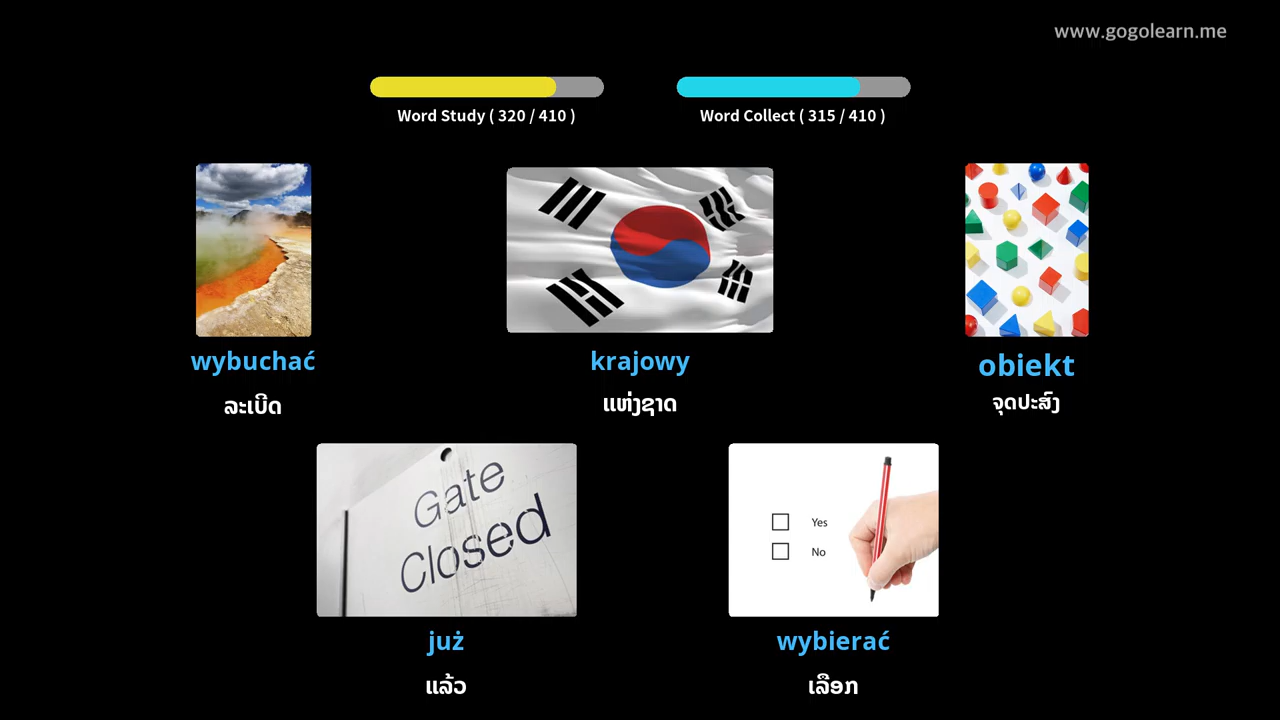 www.gogolearn.me
Word Study ( 320 / 410 )
Word Collect ( 315 / 410 )
wybuchać
krajowy
obiekt
ລະເບີດ
ແຫ່ງຊາດ
ຈຸດປະສົງ
Gate
Closed
Yes
No
już
wybierać
ແລ້ວ
ເລືອກ